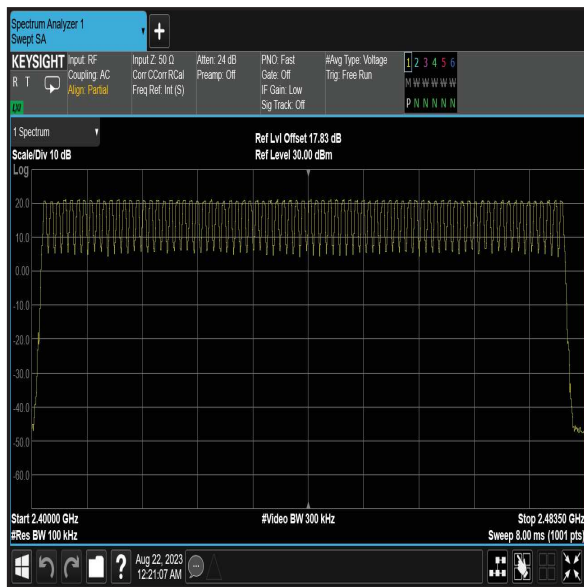 Spectrum Analyzer 1
Swept SA
KEYSIGHT
R T
LXI
Input: RF
Coupling: AC
Align: Partial
Input Z: 50 Ω
Corr CCorr RCal
Freq Ref: Int (S)
Atten: 24 dB
Preamp: Off
PNO: Fast
Gate: Off
IF Gain: Low
Sig Track: Off
#Avg Type: Voltage
Trig: Free Run
1 2 3 4 5 6
M W W W W W
P N N N N N
1 Spectrum
Scale/Div 10 dB
Ref Lvl Offset 17.83 dB
Ref Level 30.00 dBm
Log
20.0
10.0
0.00
-10.0
-20.0
-30.0
-40.0
-50.0
-60.0
Start 2.40000 GHz
#Video BW 300 kHz
Stop 2.48350 GHz
#Res BW 100 kHz
Sweep 8.00 ms (1001 pts)
?
Aug 22, 2023
12:21:07 AM